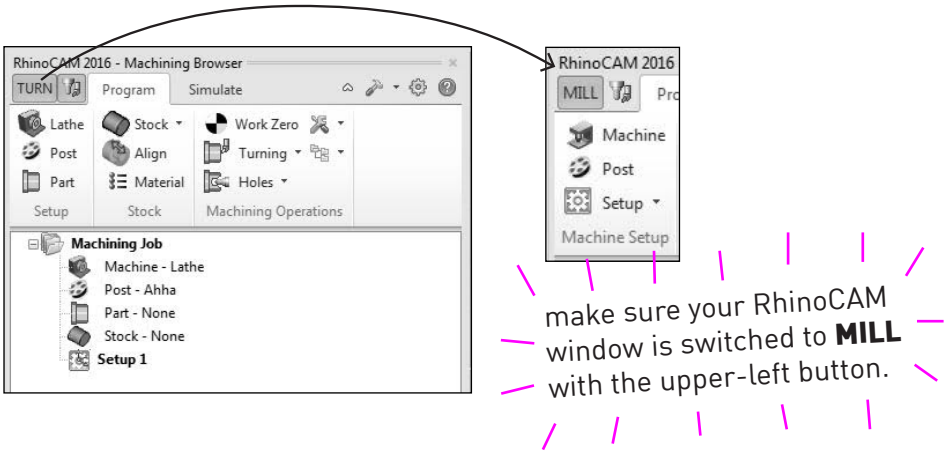 RhinoCAM 2016 - Machining Browser
TURN Program Simulate
Lathe Stock Work Zero
Post Align Turning
Part Material Holes
Setup Stock Machining Operations
Machining Job
Machine - Lathe
Post - Ahha
Part - None
Stock - None
Setup 1
RhinoCAM 2016
MILL Pro
Machine
Post
Setup
Machine Setup
make sure your RhinoCAM
window is switched to MILL
with the upper-left button.